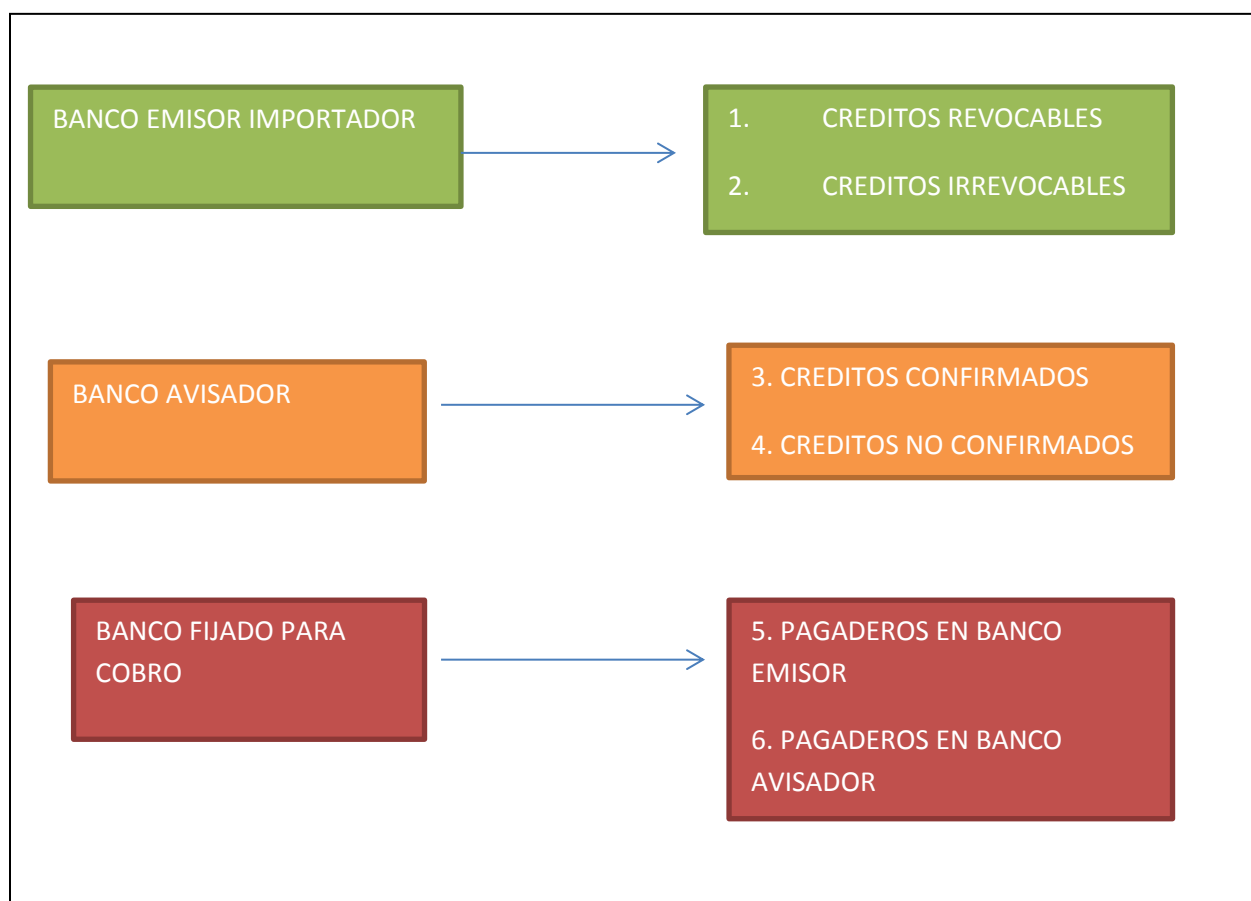 BANCO EMISOR IMPORTADOR
1. CREDITOS REVOCABLES
2. CREDITOS IRREVOCABLES
BANCO AVISADOR
3. CREDITOS CONFIRMADOS
4. CREDITOS NO CONFIRMADOS
BANCO FIJADO PARA
COBRO
5. PAGADEROS EN BANCO
EMISOR
6. PAGADEROS EN BANCO
AVISADOR